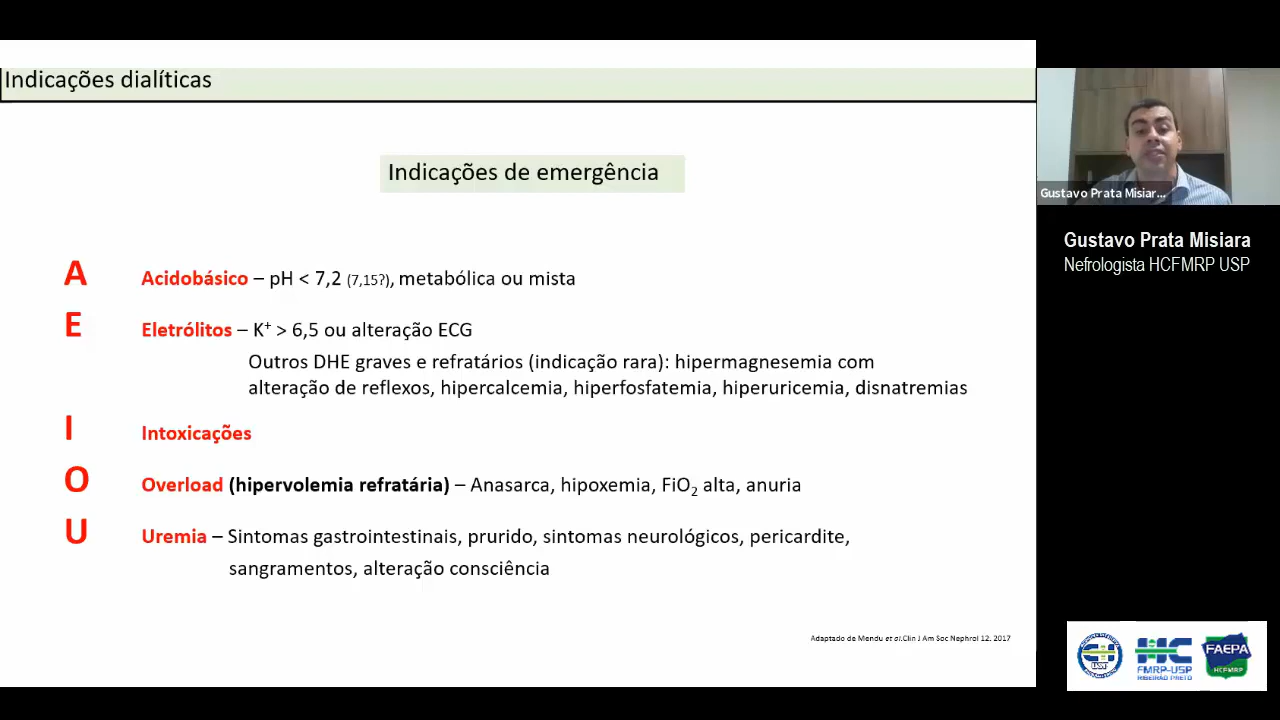 Indicações dialíticas
Indicações de emergência
A Acidobásico – pH < 7,2 (7,15?), metabólica ou mista
E Eletrólitos – K+ > 6,5 ou alteração ECG
Outros DHE graves e refratários (indicação rara): hipermagnesemia com
alteração de reflexos, hipercalcemia, hiperfosfatemia, hiperuricemia, disnatremias
I Intoxicações
O Overload (hipervolemia refratária) – Anasarca, hipoxemia, FiO2 alta, anuria
U Uremia – Sintomas gastrointestinais, prurido, sintomas neurológicos, pericardite,
sangramentos, alteração consciência
Adaptado de Mendu et al.Clin J Am Soc Nephrol 12. 2017
Gustavo Prata Misiar...
Gustavo Prata Misiara
Nefrologista HCFMRP USP
HC
FMRP-USP
RIBEIRÃO PRETO
FAEPA
HCFMRP